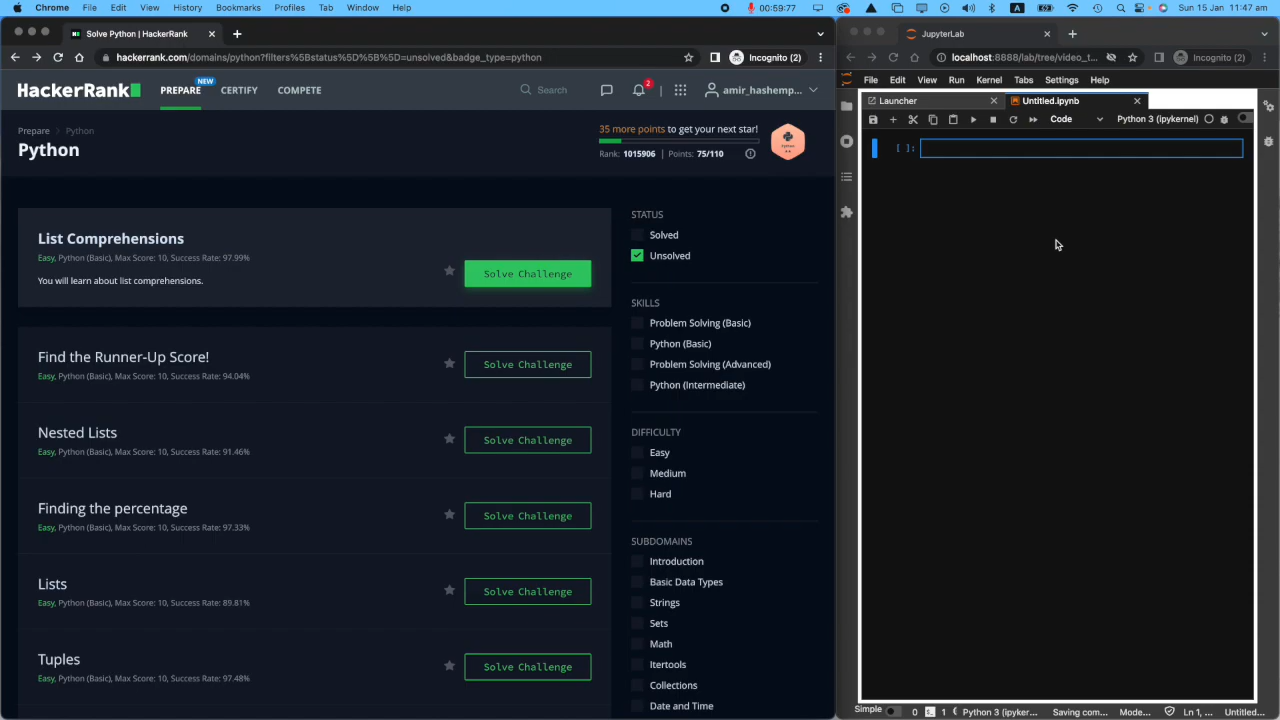 Chrome File Edit View History Bookmarks Profiles Tab Window Help
00:59:77
A
Sun 15 Jan 11:47 am
Solve Python | HackerRank
hackerrank.com/domains/python?filters%5Bstatus%5D%5B%5D=unsolved&badge_type=python
Incognito (2)
HackerRank
PREPARE
NEW
CERTIFY
COMPETE
Search
2
amir_hashemp...
Prepare > Python
Python
35 more points to get your next star!
Rank: 1015906 | Points: 75/110
Python
List Comprehensions
Easy, Python (Basic), Max Score: 10, Success Rate: 97.99%
You will learn about list comprehensions.
Solve Challenge
Find the Runner-Up Score!
Easy, Python (Basic), Max Score: 10, Success Rate: 94.04%
Solve Challenge
Nested Lists
Easy, Python (Basic), Max Score: 10, Success Rate: 91.46%
Solve Challenge
Finding the percentage
Easy, Python (Basic), Max Score: 10, Success Rate: 97.33%
Solve Challenge
Lists
Easy, Python (Basic), Max Score: 10, Success Rate: 89.81%
Solve Challenge
Tuples
Easy, Python (Basic), Max Score: 10, Success Rate: 97.48%
Solve Challenge
STATUS
Solved
Unsolved
SKILLS
Problem Solving (Basic)
Python (Basic)
Problem Solving (Advanced)
Python (Intermediate)
DIFFICULTY
Easy
Medium
Hard
SUBDOMAINS
Introduction
Basic Data Types
Strings
Sets
Math
Itertools
Collections
Date and Time
JupyterLab
localhost:8888/lab/tree/video_t...
Incognito (2)
File Edit View Run Kernel Tabs Settings Help
Launcher
Untitled.ipynb
Code
Python 3 (ipykernel)
[ ]:
Simple 0 1 Python 3 (ipyker... Saving com... Mode... Ln 1, ... Untitled...